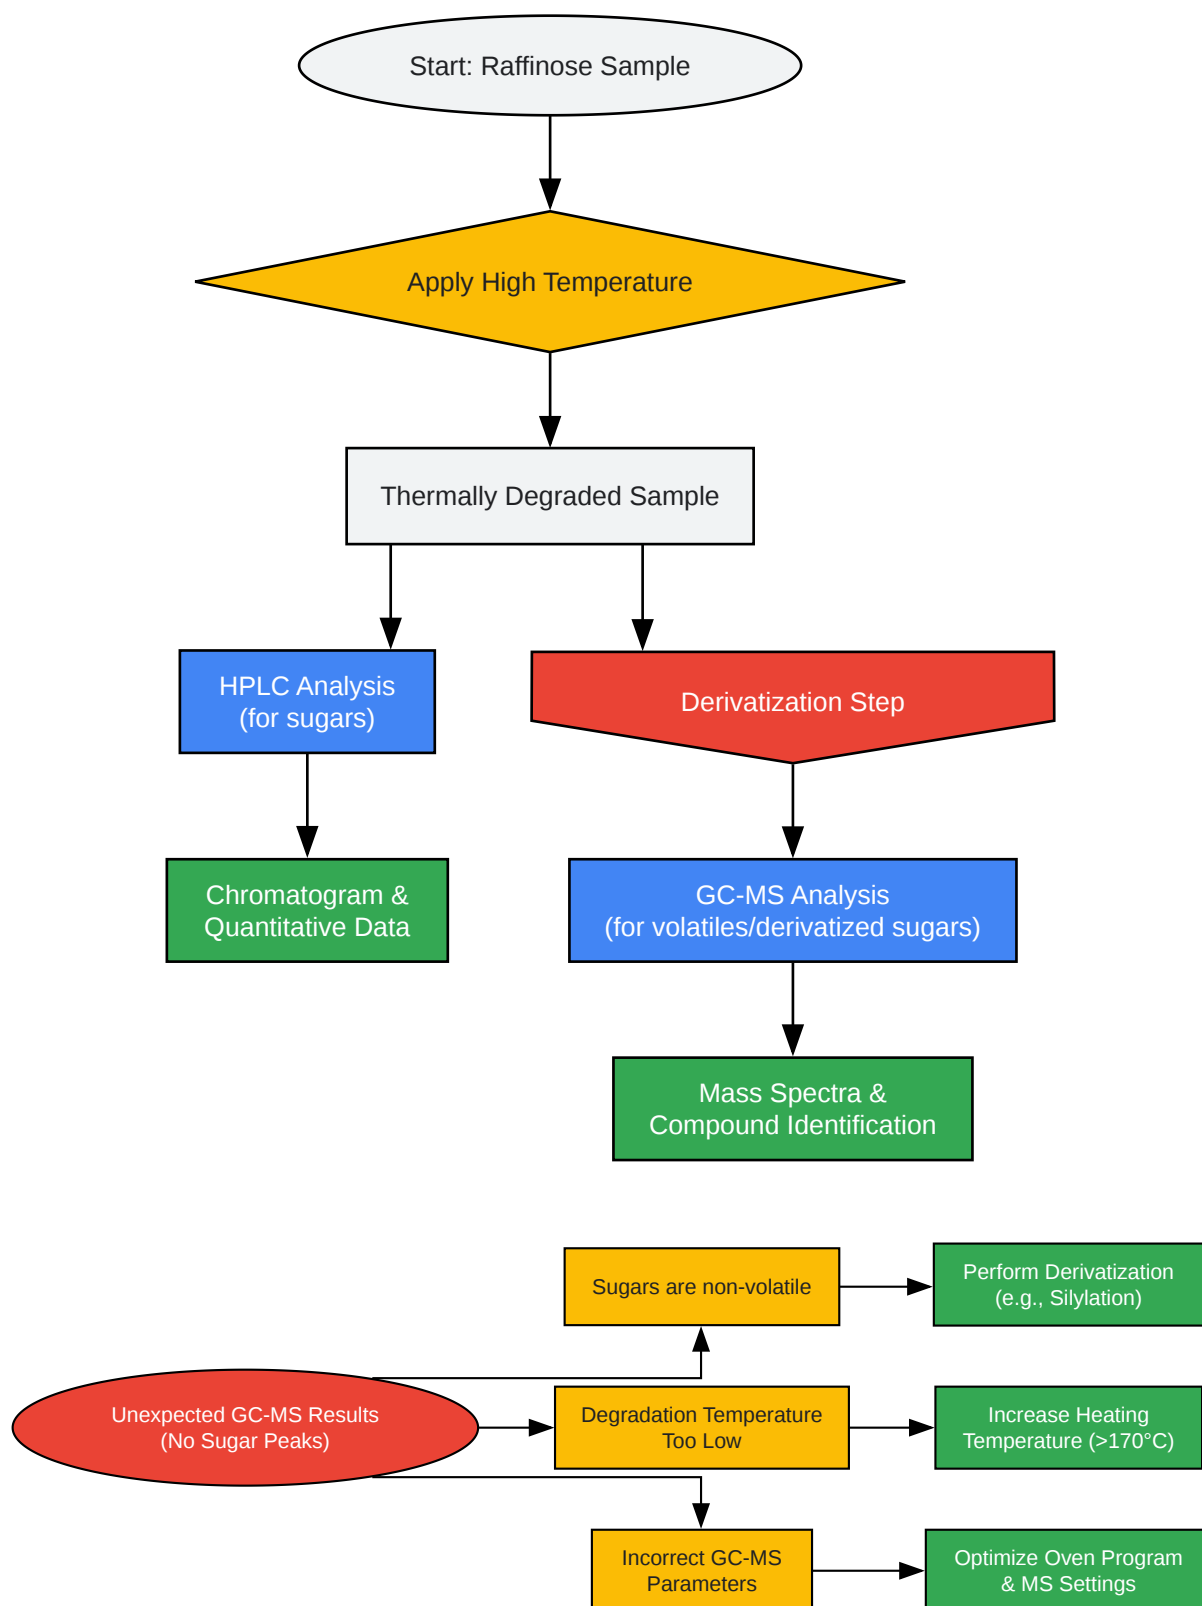 Start: Raffinose Sample
Apply High Temperature
Thermally Degraded Sample
HPLC Analysis
(for sugars)
Derivatization Step
Chromatogram &
Quantitative Data
GC-MS Analysis
(for volatiles/derivatized sugars)
Mass Spectra &
Compound Identification
Sugars are non-volatile
Perform Derivatization
(e.g., Silylation)
Unexpected GC-MS Results
(No Sugar Peaks)
Degradation Temperature
Too Low
Increase Heating
Temperature (>170°C)
Incorrect GC-MS
Parameters
Optimize Oven Program
& MS Settings